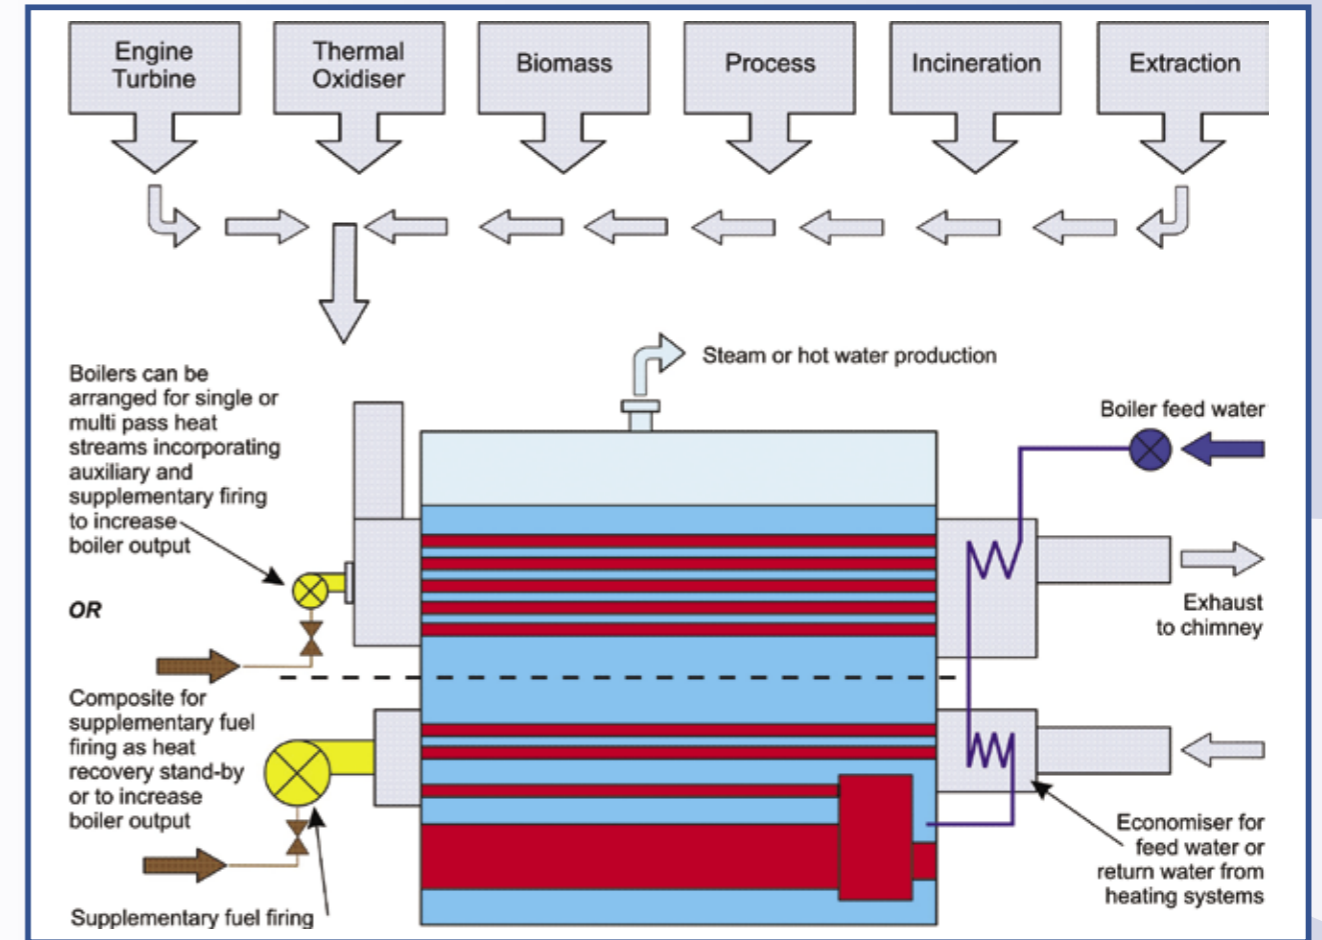 Engine
Turbine
Thermal
Oxidiser
Biomass
Process
Incineration
Extraction
Steam or hot water production
Boilers can be
arranged for single or
multi pass heat
streams incorporating
auxiliary and
supplementary firing
to increase
boiler output
Boiler feed water
OR
Exhaust
to chimney
Composite for
supplementary fuel
firing as heat
recovery stand-by
or to increase
boiler output
Economiser for
feed water or
return water from
heating systems
Supplementary fuel firing